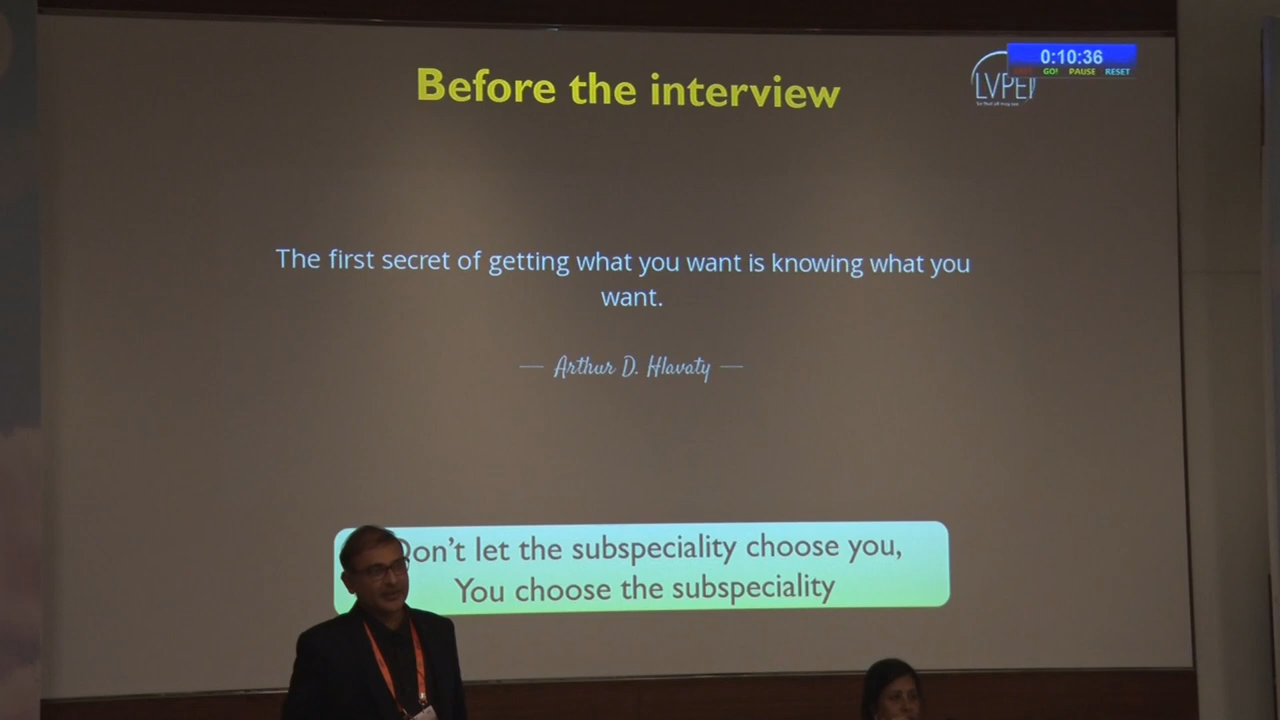 Before the interview
0:10:36
GO! PAUSE RESET
LVPEI
The first secret of getting what you want is knowing what you
want.
— Arthur D. Hlavaty —
Don't let the subspeciality choose you,
You choose the subspeciality